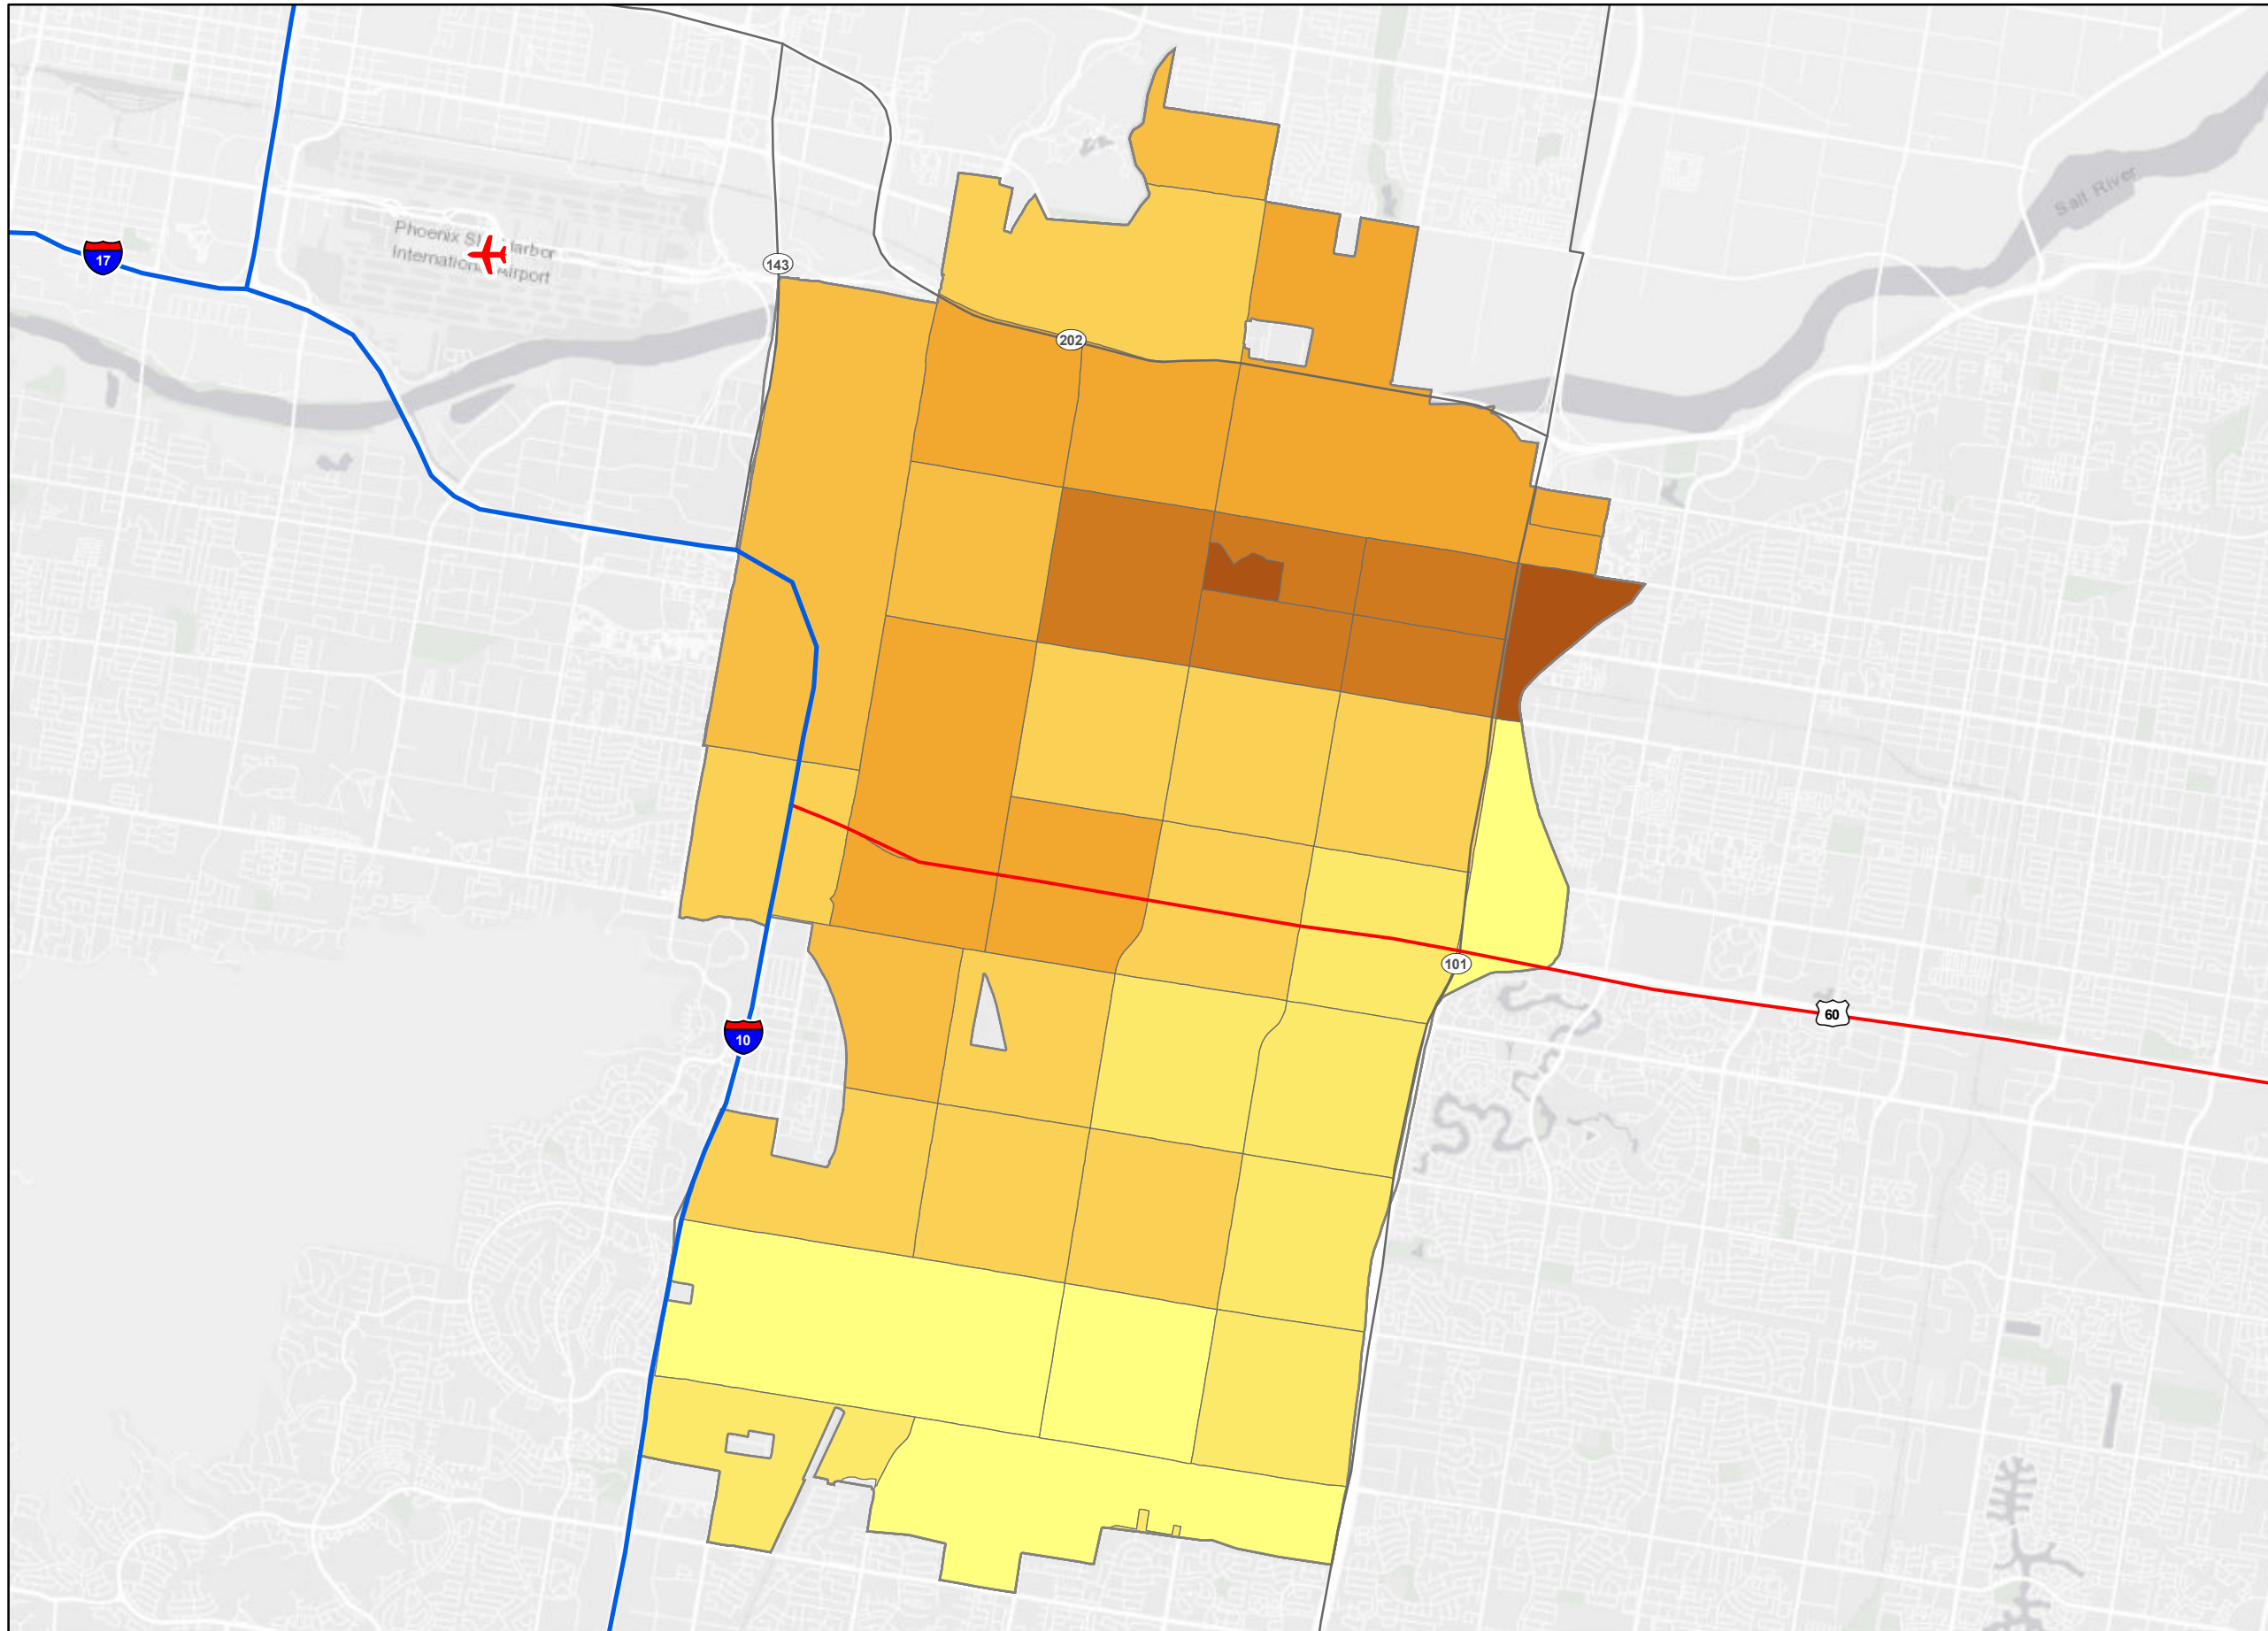 Salt River
Phoenix Sky Harbor
International Airport
17
143
202
101
60
10